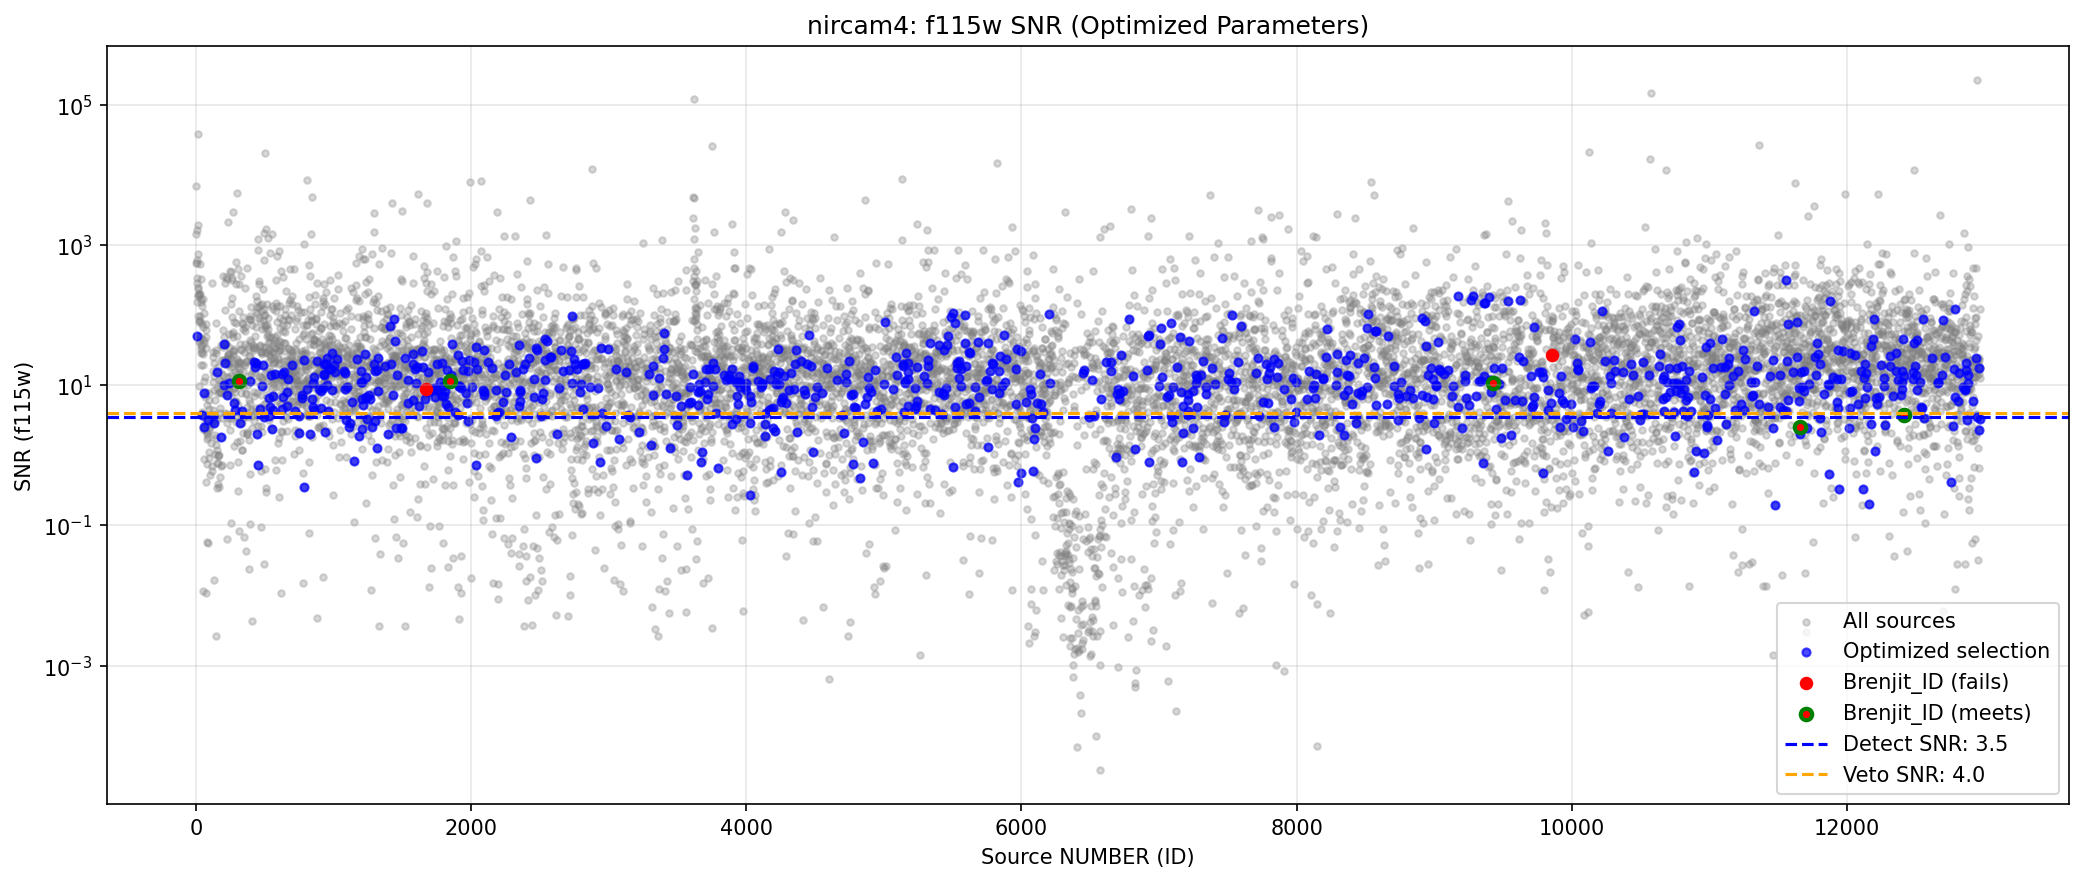 nircam4: f115w SNR (Optimized Parameters)
SNR (f115w)
10^5
10^3
10^1
10^−1
10^−3
0 2000 4000 6000 8000 10000 12000
Source NUMBER (ID)
All sources
Optimized selection
Brenjit_ID (fails)
Brenjit_ID (meets)
Detect SNR: 3.5
Veto SNR: 4.0